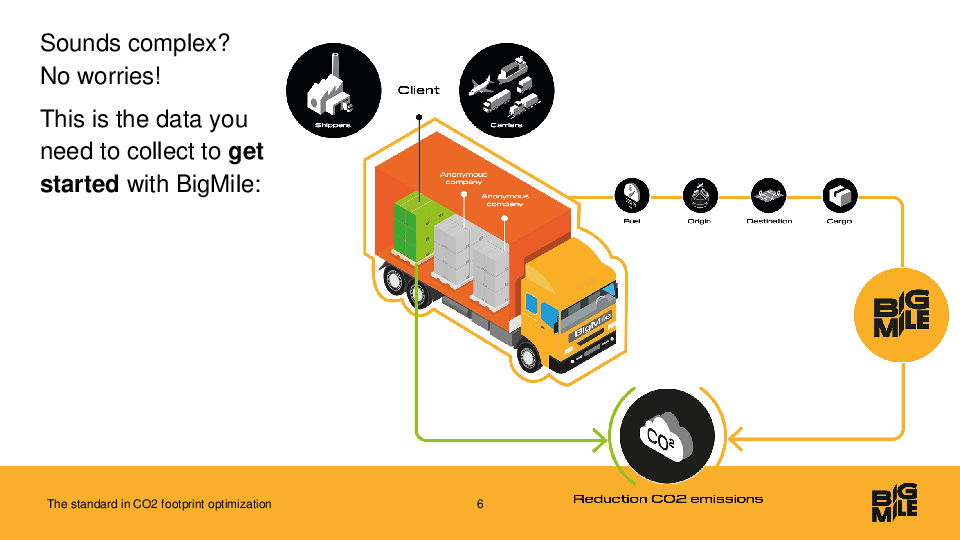 Sounds complex?
No worries!
This is the data you
need to collect to get
started with BigMile:
Client
Shippers
Carriers
Anonymous
company
Anonymous
company
BigMile
Fuel
Origin
Destination
Cargo
BIG
MILE
CO2
Reduction CO2 emissions
The standard in CO2 footprint optimization
6
BIG
MILE